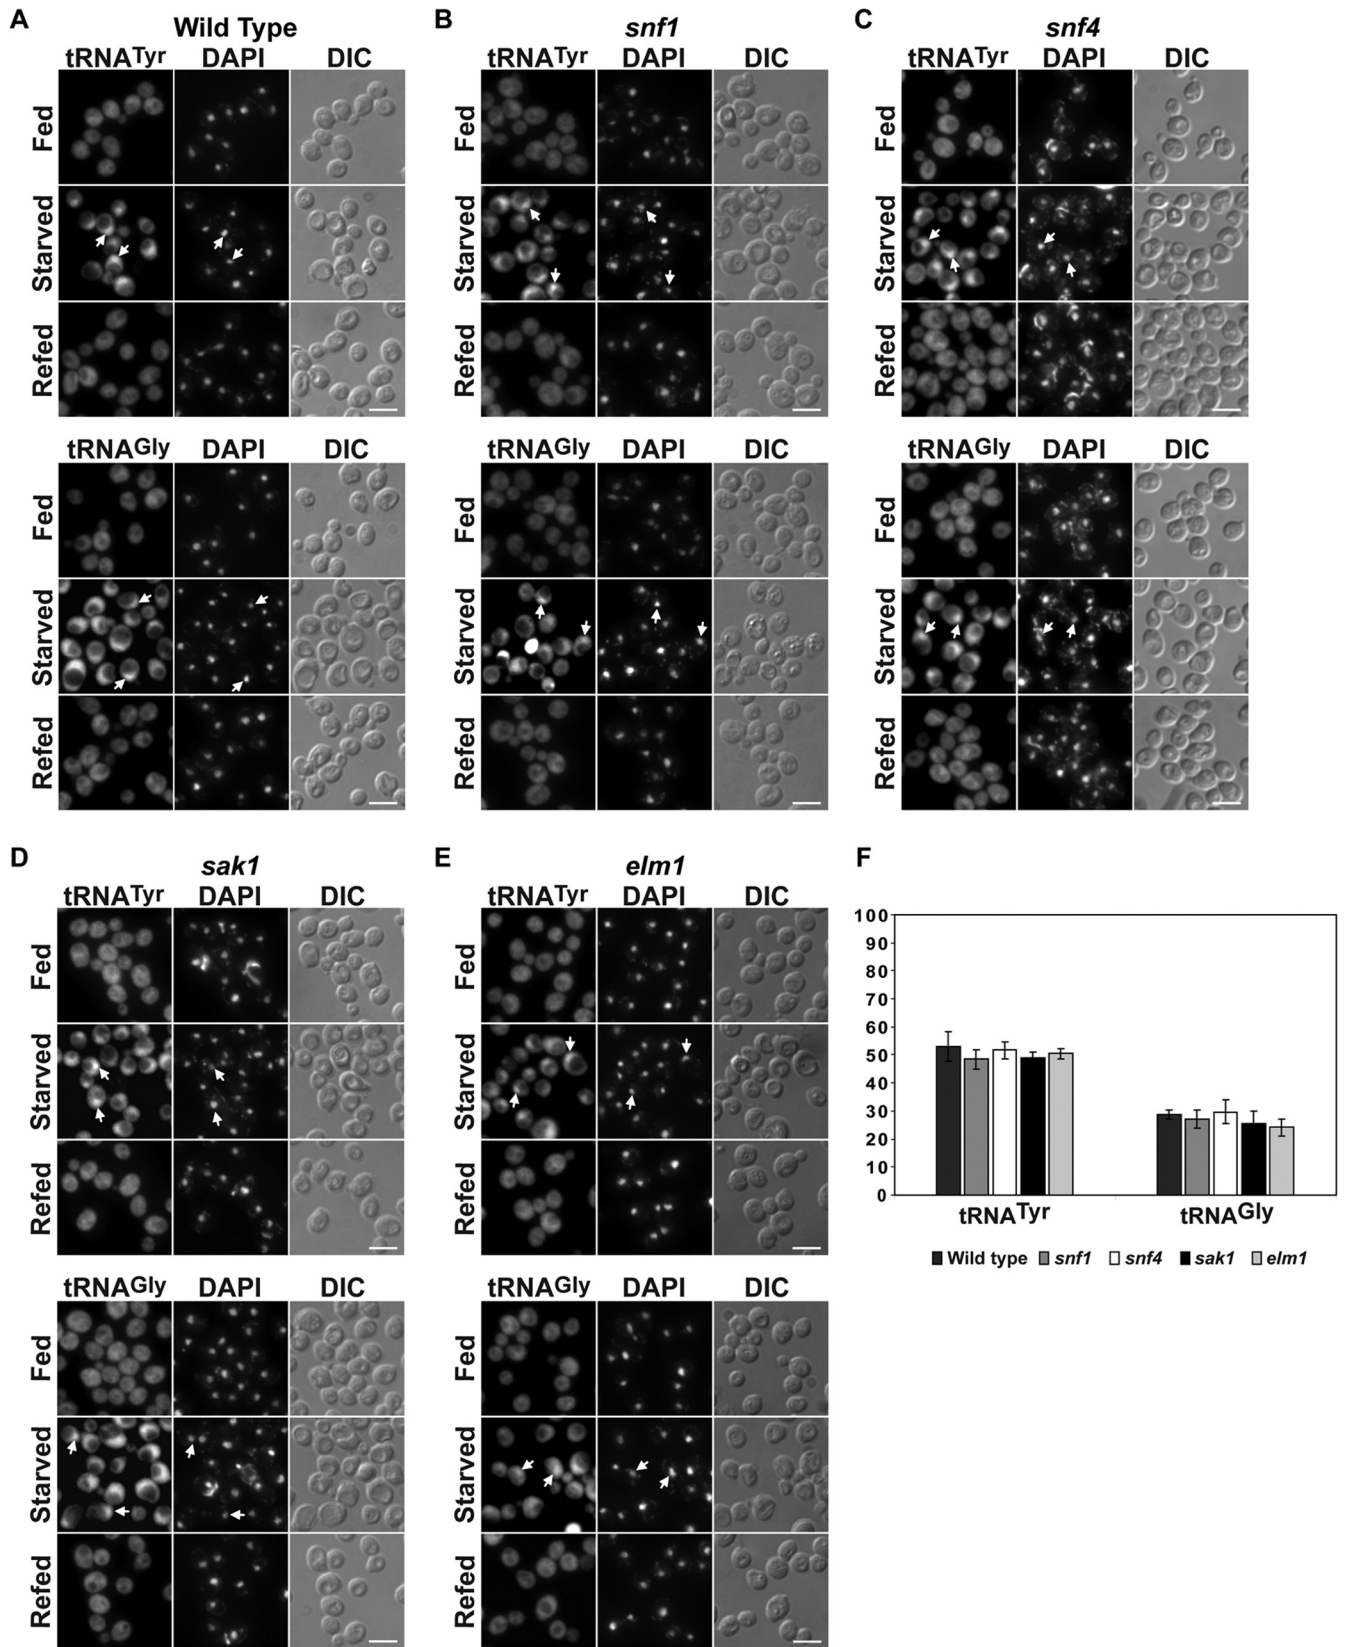 A Wild Type
tRNATyr DAPI DIC
Fed
Starved
Refed
tRNAGly DAPI DIC
Fed
Starved
Refed
B snf1
tRNATyr DAPI DIC
Fed
Starved
Refed
tRNAGly DAPI DIC
Fed
Starved
Refed
C snf4
tRNATyr DAPI DIC
Fed
Starved
Refed
tRNAGly DAPI DIC
Fed
Starved
Refed
D sak1
tRNATyr DAPI DIC
Fed
Starved
Refed
tRNAGly DAPI DIC
Fed
Starved
Refed
E elm1
tRNATyr DAPI DIC
Fed
Starved
Refed
tRNAGly DAPI DIC
Fed
Starved
Refed
F
100
90
80
70
60
50
40
30
20
10
0
tRNATyr tRNAGly
Wild type snf1 snf4 sak1 elm1